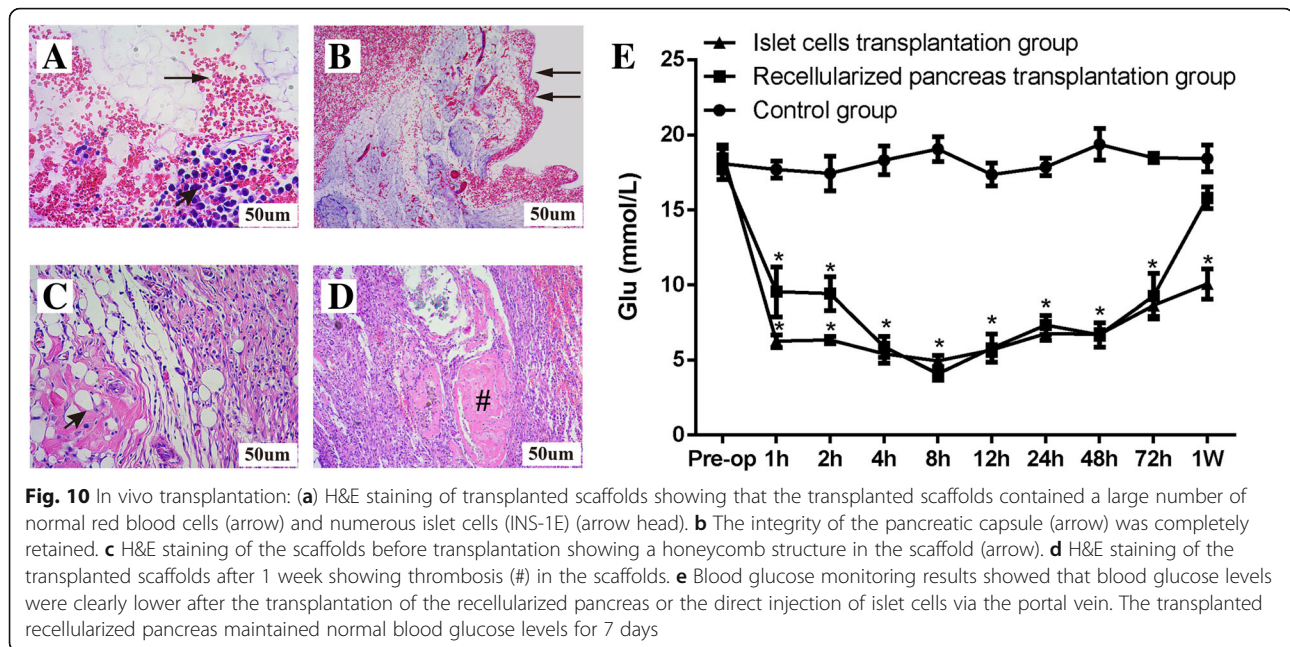 A
50um
B
50um
C
50um
D
#
50um
E
Islet cells transplantation group
Recellularized pancreas transplantation group
Control group
Glu (mmol/L)
25
20
15
10
5
0
* * * * * * * * * * *
Pre-op 1h 2h 4h 8h 12h 24h 48h 72h 1W
Fig. 10 In vivo transplantation: (a) H&E staining of transplanted scaffolds showing that the transplanted scaffolds contained a large number of
normal red blood cells (arrow) and numerous islet cells (INS-1E) (arrow head). b The integrity of the pancreatic capsule (arrow) was completely
retained. c H&E staining of the scaffolds before transplantation showing a honeycomb structure in the scaffold (arrow). d H&E staining of the
transplanted scaffolds after 1 week showing thrombosis (#) in the scaffolds. e Blood glucose monitoring results showed that blood glucose levels
were clearly lower after the transplantation of the recellularized pancreas or the direct injection of islet cells via the portal vein. The transplanted
recellularized pancreas maintained normal blood glucose levels for 7 days